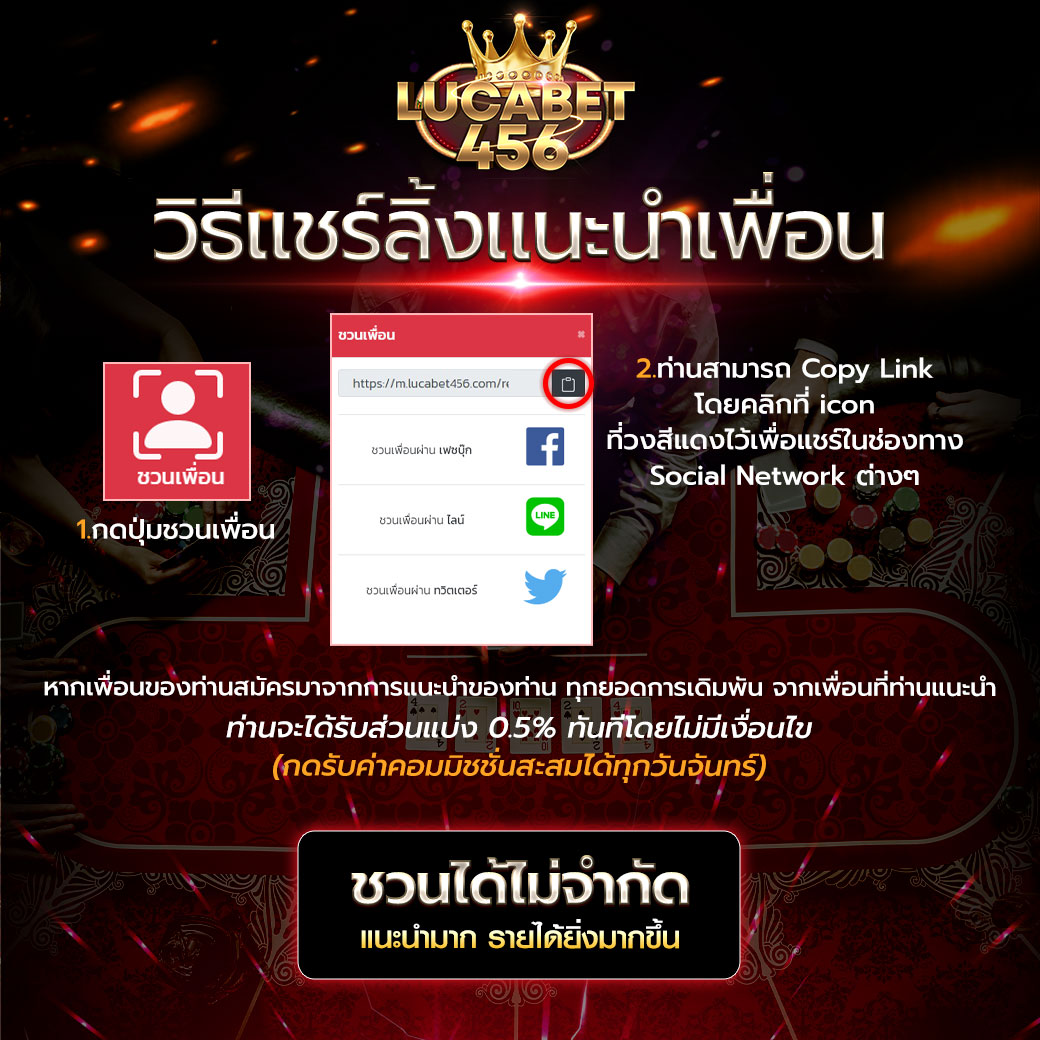 LUCABET
456
วิธีแชร์ลิ้งแนะนำเพื่อน
ชวนเพื่อน
1.กดปุ่มชวนเพื่อน
ชวนเพื่อน
https://m.lucabet456.com/re
ชวนเพื่อนผ่าน เฟซบุ๊ก
ชวนเพื่อนผ่าน ไลน์
LINE
ชวนเพื่อนผ่าน ทวิตเตอร์
2.ท่านสามารถ Copy Link
โดยคลิกที่ icon
ที่วงสีแดงไว้เพื่อแชร์ในช่องทาง
Social Network ต่างๆ
หากเพื่อนของท่านสมัครมาจากการแนะนำของท่าน ทุกยอดการเดิมพัน จากเพื่อนที่ท่านแนะนำ
ท่านจะได้รับส่วนแบ่ง 0.5% ทันทีโดยไม่มีเงื่อนไข
(กดรับค่าคอมมิชชั่นสะสมได้ทุกวันจันทร์)
ชวนได้ไม่จำกัด
แนะนำมาก รายได้ยิ่งมากขึ้น